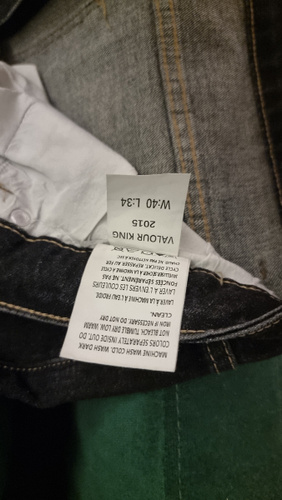 MACHINE WASH COLD. WASH DARK
COLORS SEPARATELY INSIDE OUT. DO
NOT BLEACH. TUMBLE DRY LOW. WARM
IRON IF NECESSARY. DO NOT DRY
CLEAN.
LAVER A LA MACHINE A L'EAU FROIDE.
LAVER L'ENVERS LES COULEURS
FONCÉES SÉPARÉMENT. NE PAS
VALOUR KING
2015
W:40 L:34